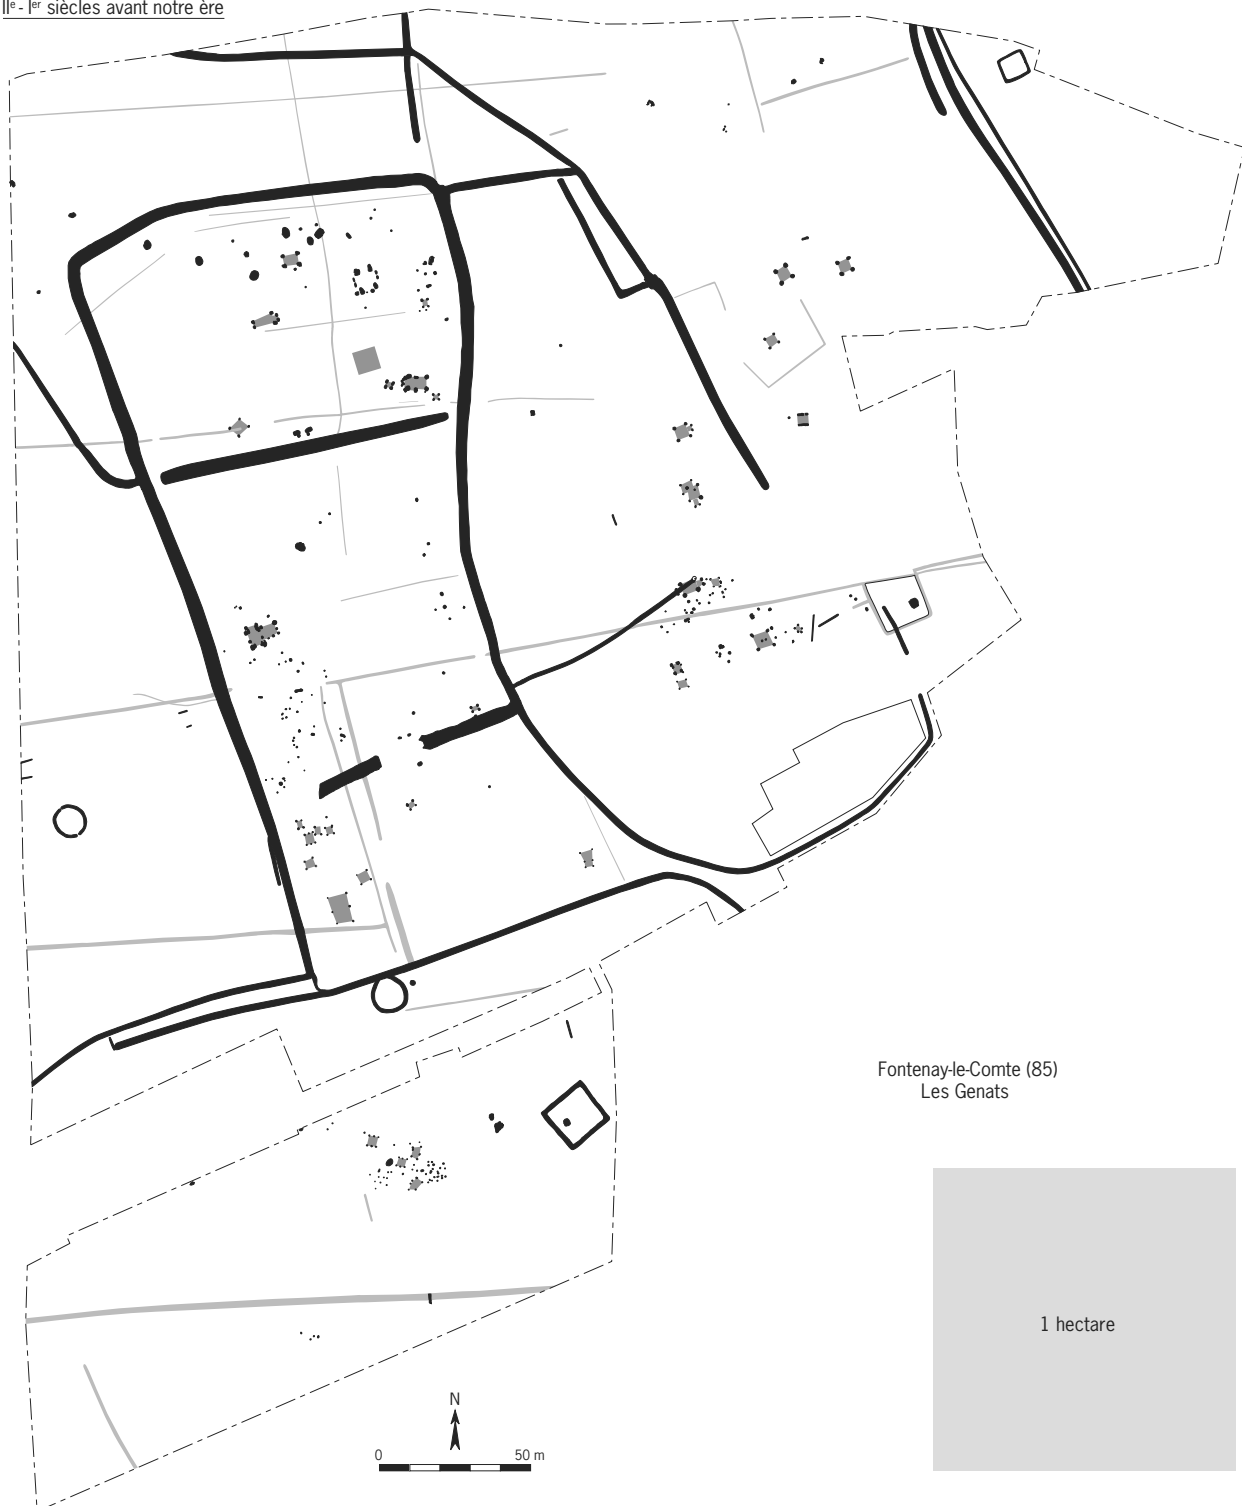 IIᵉ - Iᵉʳ siècles avant notre ère
Fontenay-le-Comte (85)
Les Genats
1 hectare
N
0 50 m